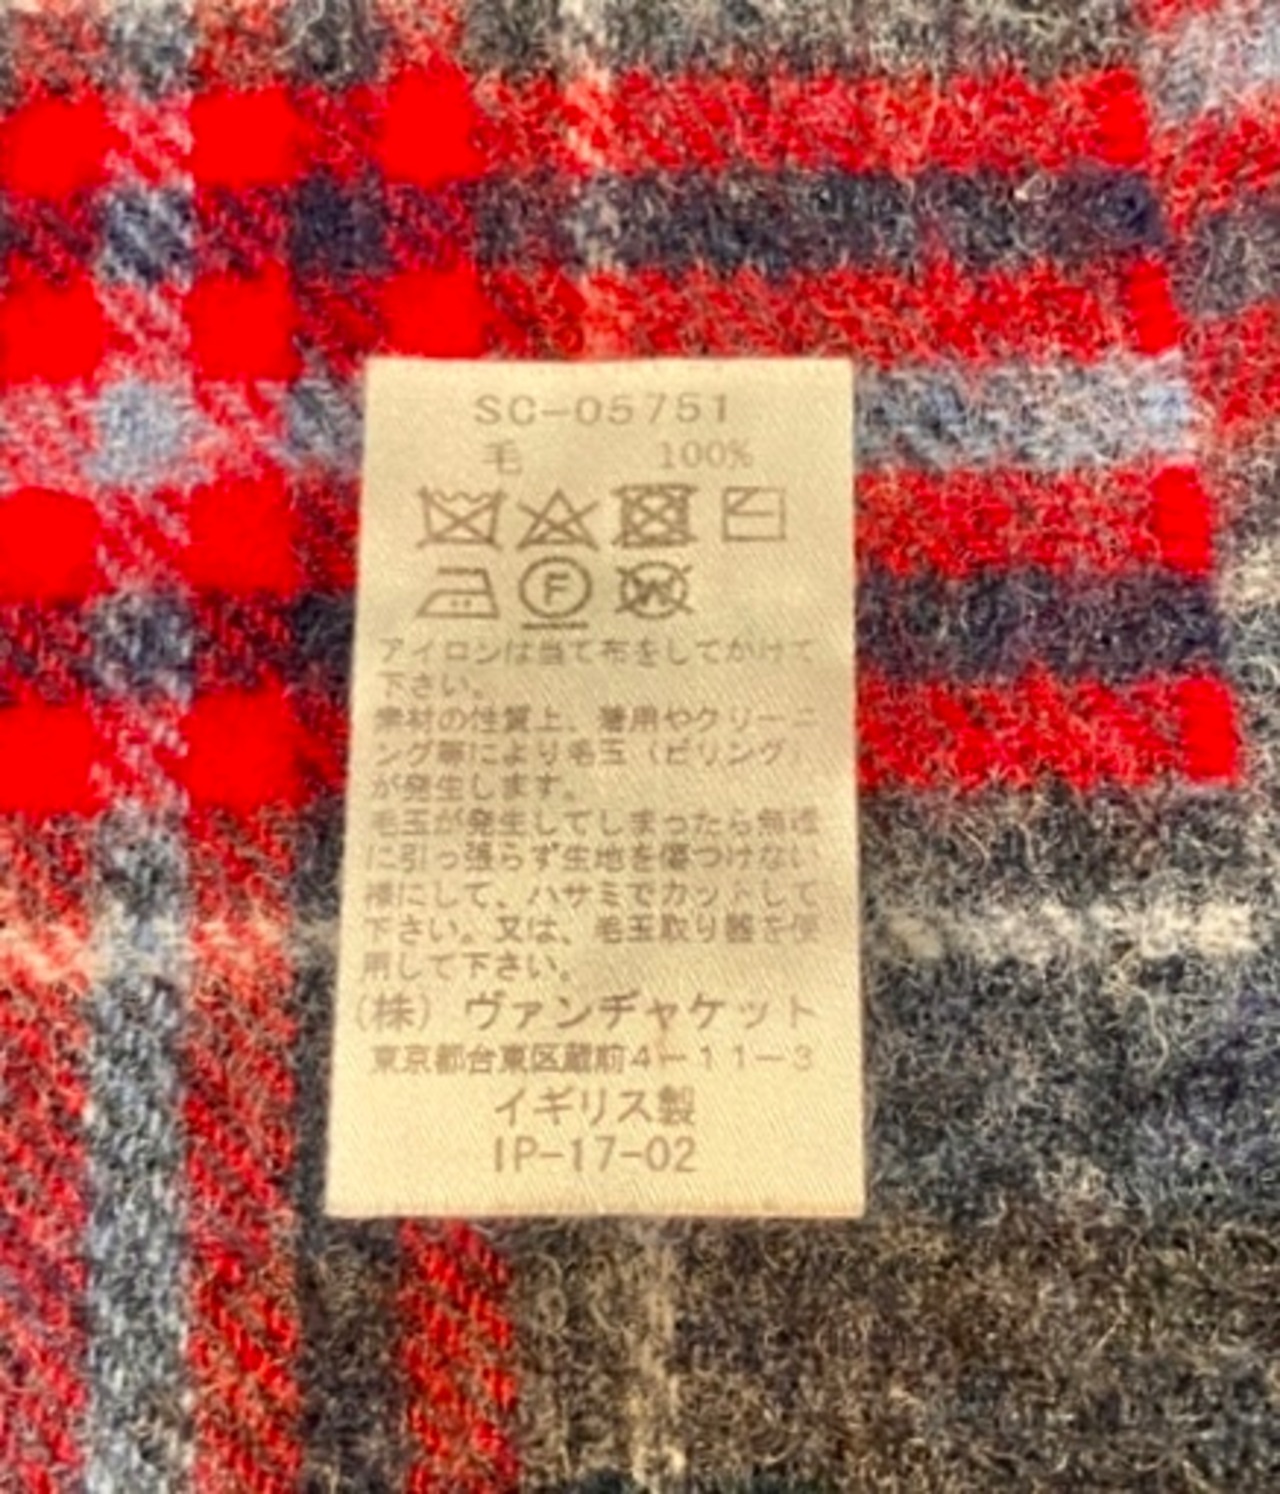 SC-05751
毛 100%
F
W
アイロンは当て布をしてかけて
下さい。
素材の性質上、着用やクリーニ
ング等により毛玉（ピリング）
が発生します。
毛玉が発生してしまったら無理
に引っ張らず生地を傷つけない
様にして、ハサミでカットして
下さい。又は、毛玉取り器を使
用して下さい。
（株）ヴァンヂャケット
東京都台東区蔵前4－11－3
イギリス製
IP-17-02